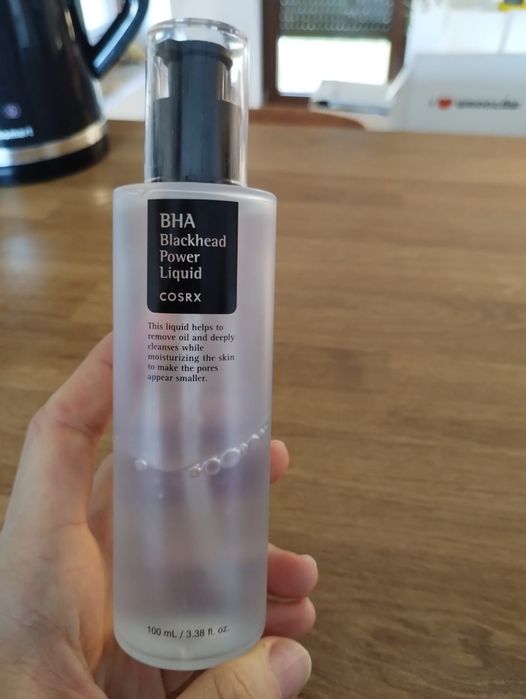 BHA
Blackhead
Power
Liquid
COSRX
This liquid helps to
remove oil and deeply
cleanses while
moisturizing the skin
to make the pores
appear smaller.
100 mL / 3.38 fl. oz.
I ❤